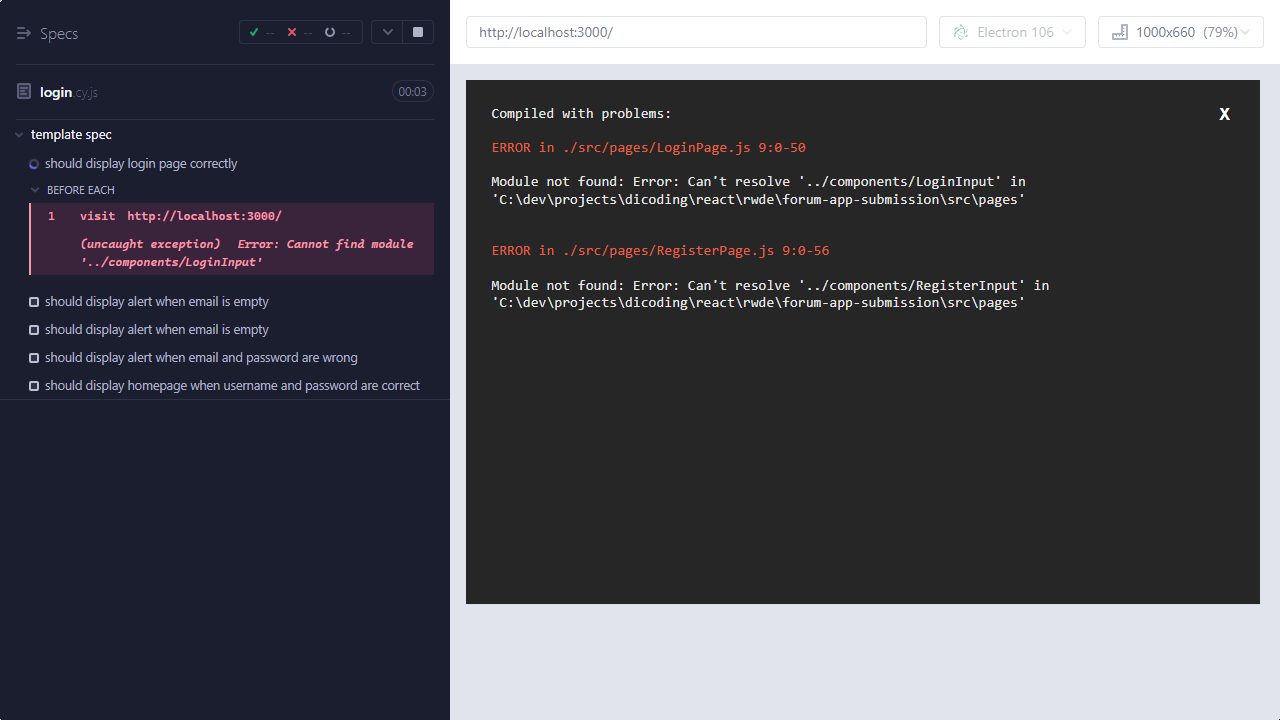 Specs
-- -- --
login.cy.js
00:03
template spec
should display login page correctly
BEFORE EACH
1 visit http://localhost:3000/
(uncaught exception) Error: Cannot find module
'../components/LoginInput'
should display alert when email is empty
should display alert when email is empty
should display alert when email and password are wrong
should display homepage when username and password are correct
http://localhost:3000/
Electron 106
1000x660 (79%)
Compiled with problems:
X
ERROR in ./src/pages/LoginPage.js 9:0-50
Module not found: Error: Can't resolve '../components/LoginInput' in
'C:\dev\projects\dicoding\react\rwde\forum-app-submission\src\pages'
ERROR in ./src/pages/RegisterPage.js 9:0-56
Module not found: Error: Can't resolve '../components/RegisterInput' in
'C:\dev\projects\dicoding\react\rwde\forum-app-submission\src\pages'